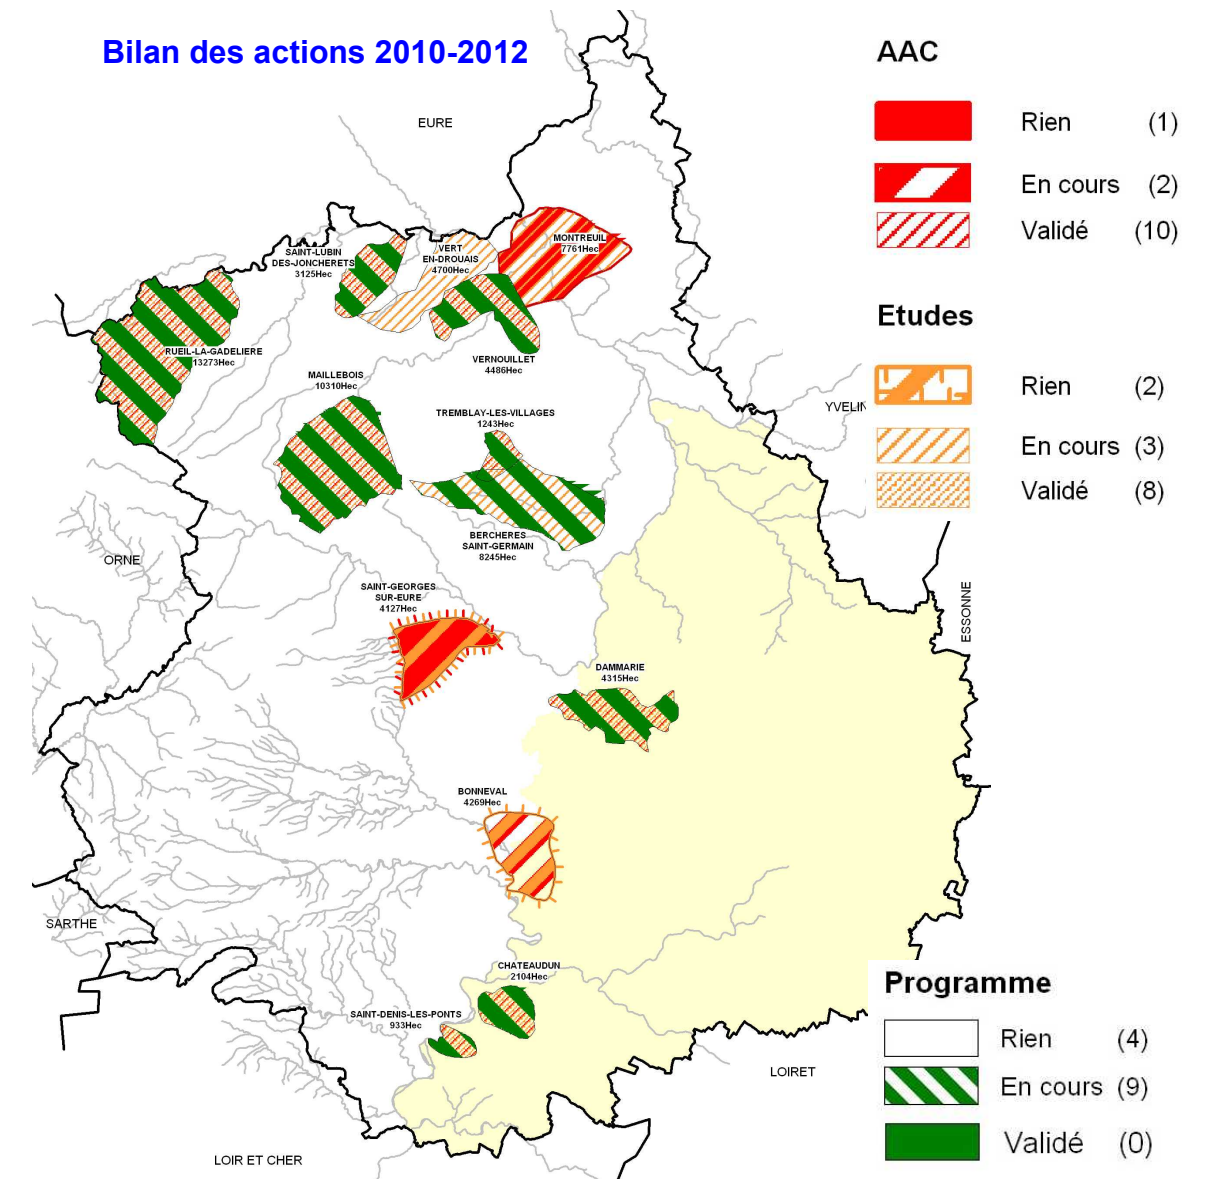 Bilan des actions 2010-2012
EURE
SAINT-LUBIN
DES-JONCHERETS
3125Hec
VERT
EN-DROUAIS
4700Hec
MONTREUIL
7761Hec
RUEIL-LA-GADELIERE
13273Hec
VERNOUILLET
4486Hec
MAILLEBOIS
10310Hec
TREMBLAY-LES-VILLAGES
1243Hec
YVELIN
BERCHERES
SAINT-GERMAIN
8245Hec
ORNE
SAINT-GEORGES
SUR-EURE
4127Hec
ESSONNE
DAMMARIE
4315Hec
BONNEVAL
4269Hec
SARTHE
CHATEAUDUN
2104Hec
SAINT-DENIS-LES-PONTS
933Hec
LOIRET
LOIR ET CHER
AAC
Rien (1)
En cours (2)
Validé (10)
Etudes
Rien (2)
En cours (3)
Validé (8)
Programme
Rien (4)
En cours (9)
Validé (0)